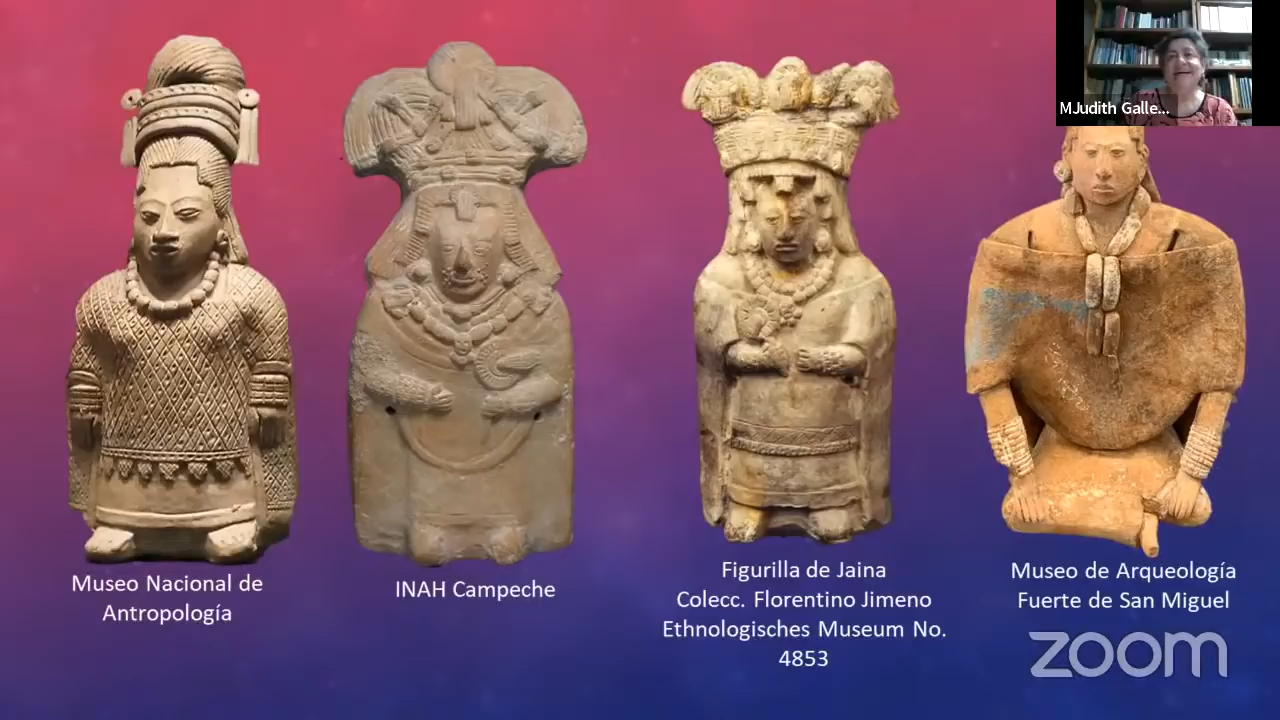 MJudith Galle...
Museo Nacional de
Antropología
INAH Campeche
Figurilla de Jaina
Colecc. Florentino Jimeno
Ethnologisches Museum No.
4853
Museo de Arqueología
Fuerte de San Miguel
zoom